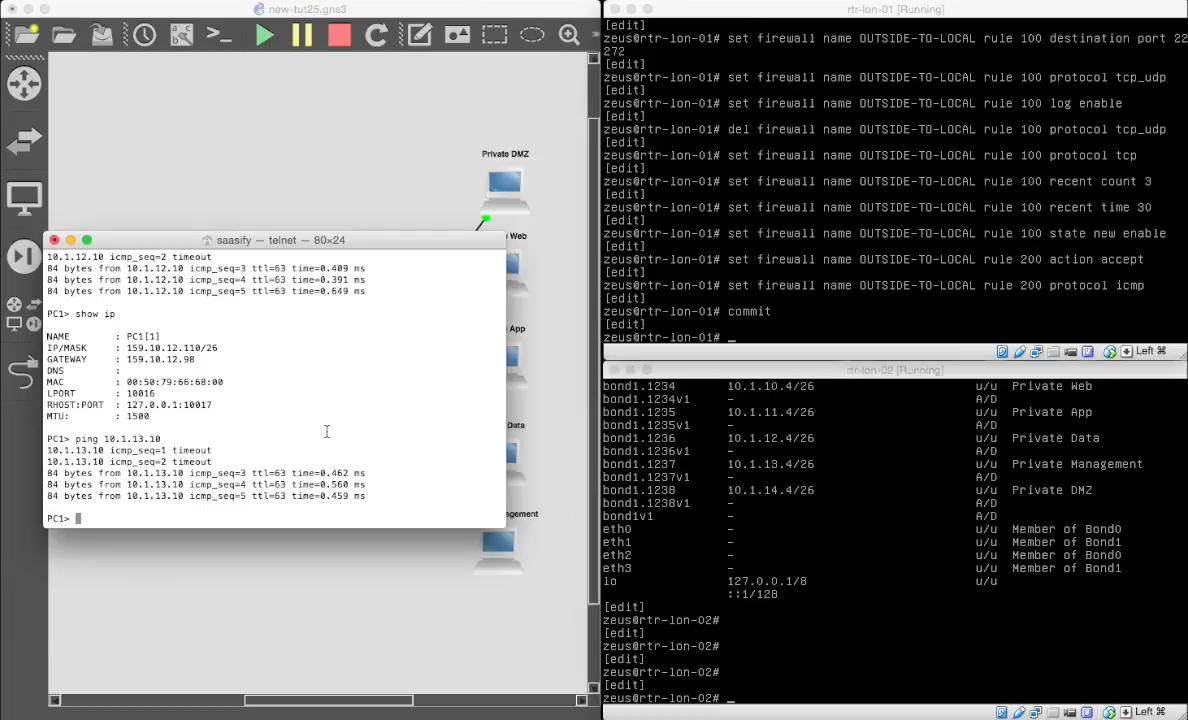 new-tut25.gns3
Private DMZ
Web
App
Data
agement
saasify — telnet — 80×24
10.1.12.10 icmp_seq=2 timeout
84 bytes from 10.1.12.10 icmp_seq=3 ttl=63 time=0.409 ms
84 bytes from 10.1.12.10 icmp_seq=4 ttl=63 time=0.391 ms
84 bytes from 10.1.12.10 icmp_seq=5 ttl=63 time=0.649 ms
PC1> show ip
NAME : PC1[1]
IP/MASK : 159.10.12.110/26
GATEWAY : 159.10.12.98
DNS :
MAC : 00:50:79:66:68:00
LPORT : 10016
RHOST:PORT : 127.0.0.1:10017
MTU: : 1500
PC1> ping 10.1.13.10
10.1.13.10 icmp_seq=1 timeout
10.1.13.10 icmp_seq=2 timeout
84 bytes from 10.1.13.10 icmp_seq=3 ttl=63 time=0.462 ms
84 bytes from 10.1.13.10 icmp_seq=4 ttl=63 time=0.560 ms
84 bytes from 10.1.13.10 icmp_seq=5 ttl=63 time=0.459 ms
PC1>
rtr-lon-01 [Running]
[edit]
zeus@rtr-lon-01# set firewall name OUTSIDE-TO-LOCAL rule 100 destination port 22
272
[edit]
zeus@rtr-lon-01# set firewall name OUTSIDE-TO-LOCAL rule 100 protocol tcp_udp
[edit]
zeus@rtr-lon-01# set firewall name OUTSIDE-TO-LOCAL rule 100 log enable
[edit]
zeus@rtr-lon-01# del firewall name OUTSIDE-TO-LOCAL rule 100 protocol tcp_udp
[edit]
zeus@rtr-lon-01# set firewall name OUTSIDE-TO-LOCAL rule 100 protocol tcp
[edit]
zeus@rtr-lon-01# set firewall name OUTSIDE-TO-LOCAL rule 100 recent count 3
[edit]
zeus@rtr-lon-01# set firewall name OUTSIDE-TO-LOCAL rule 100 recent time 30
[edit]
zeus@rtr-lon-01# set firewall name OUTSIDE-TO-LOCAL rule 100 state new enable
[edit]
zeus@rtr-lon-01# set firewall name OUTSIDE-TO-LOCAL rule 200 action accept
[edit]
zeus@rtr-lon-01# set firewall name OUTSIDE-TO-LOCAL rule 200 protocol icmp
[edit]
zeus@rtr-lon-01# commit
[edit]
zeus@rtr-lon-01# _
Left ⌘
rtr-lon-02 [Running]
bond1.1234 10.1.10.4/26 u/u Private Web
bond1.1234v1 - A/D
bond1.1235 10.1.11.4/26 u/u Private App
bond1.1235v1 - A/D
bond1.1236 10.1.12.4/26 u/u Private Data
bond1.1236v1 - A/D
bond1.1237 10.1.13.4/26 u/u Private Management
bond1.1237v1 - A/D
bond1.1238 10.1.14.4/26 u/u Private DMZ
bond1.1238v1 - A/D
bond1v1 - A/D
eth0 - u/u Member of Bond0
eth1 - u/u Member of Bond1
eth2 - u/u Member of Bond0
eth3 - u/u Member of Bond1
lo 127.0.0.1/8 u/u
::1/128
[edit]
zeus@rtr-lon-02#
[edit]
zeus@rtr-lon-02#
[edit]
zeus@rtr-lon-02#
[edit]
zeus@rtr-lon-02# _
Left ⌘